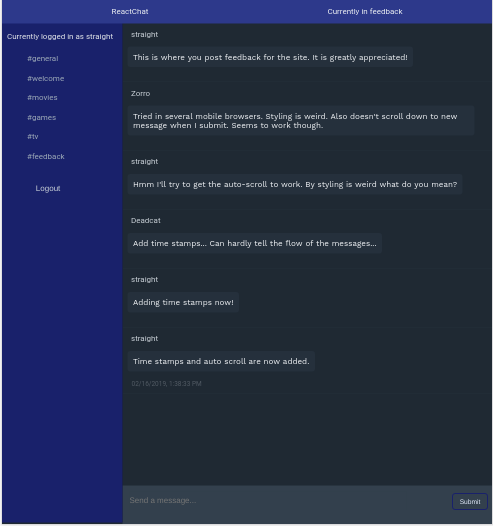 ReactChat
Currently in feedback
Currently logged in as straight
#general
#welcome
#movies
#games
#tv
#feedback
Logout
straight
This is where you post feedback for the site. It is greatly appreciated!
Zorro
Tried in several mobile browsers. Styling is weird. Also doesn't scroll down to new
message when I submit. Seems to work though.
straight
Hmm I'll try to get the auto-scroll to work. By styling is weird what do you mean?
Deadcat
Add time stamps... Can hardly tell the flow of the messages...
straight
Adding time stamps now!
straight
Time stamps and auto scroll are now added.
02/16/2019, 1:38:33 PM
Send a message...
Submit